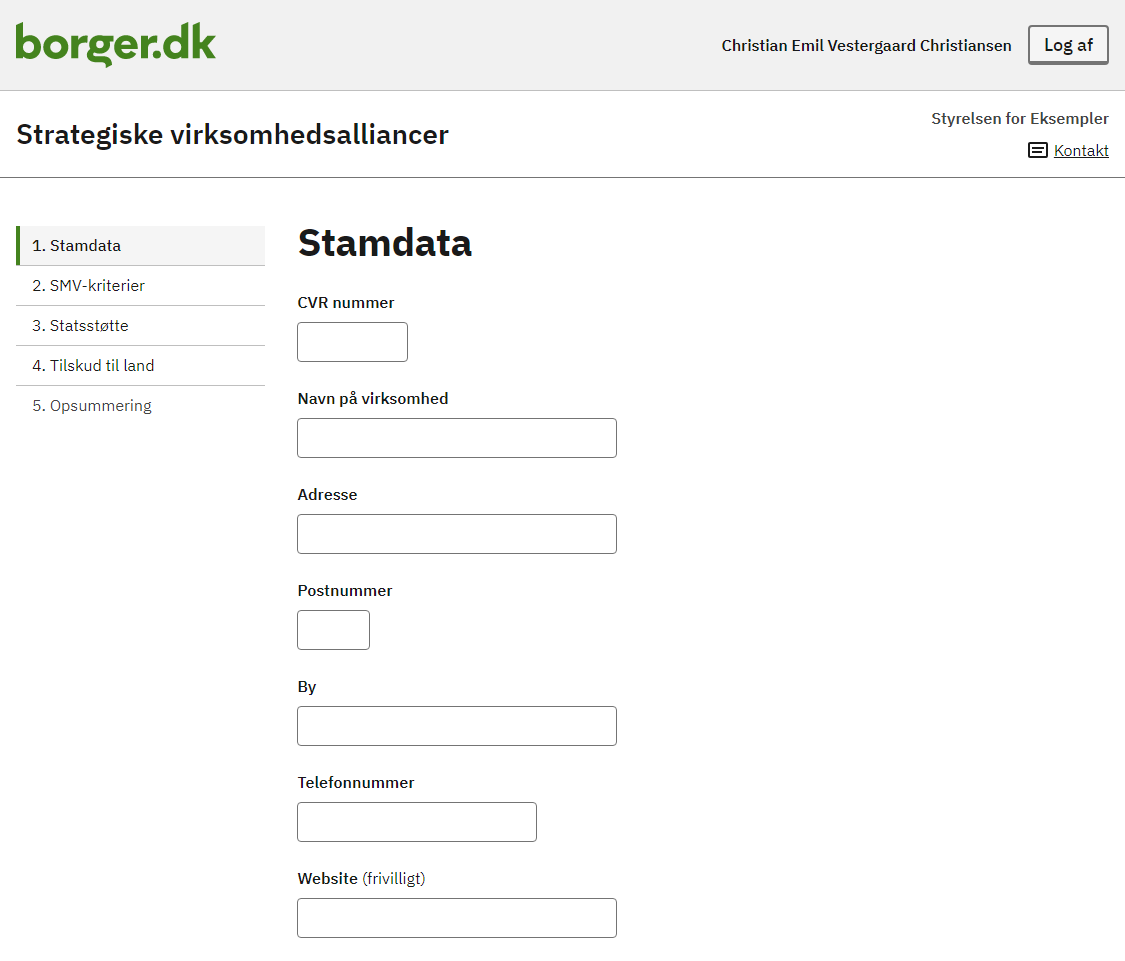 borger.dk
Christian Emil Vestergaard Christiansen
Log af
Strategiske virksomhedsalliancer
Styrelsen for Eksempler
Kontakt
1. Stamdata
2. SMV-kriterier
3. Statsstøtte
4. Tilskud til land
5. Opsummering
Stamdata
CVR nummer
Navn på virksomhed
Adresse
Postnummer
By
Telefonnummer
Website (frivilligt)